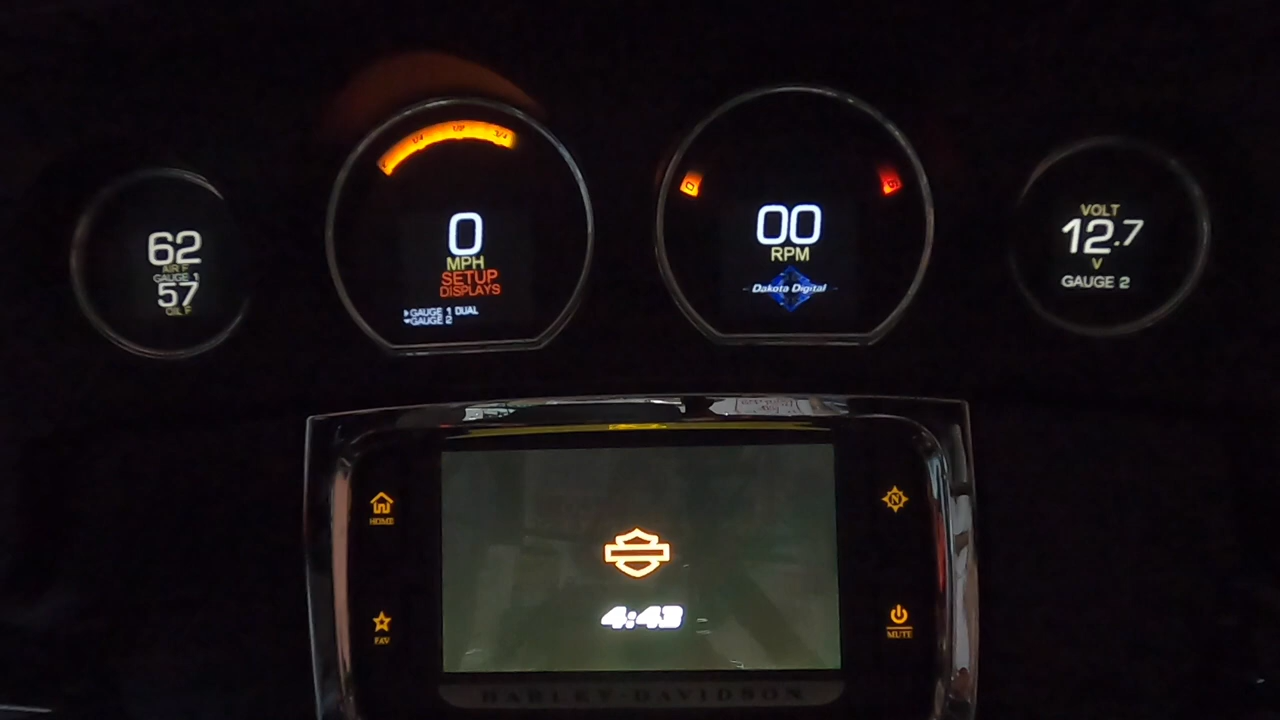 62
AIR F
GAUGE 1
57
OIL F
1/4 1/2 3/4
0
MPH
SETUP
DISPLAYS
GAUGE 1 DUAL
GAUGE 2
0
00
RPM
Dakota Digital
VOLT
12.7
V
GAUGE 2
HOME
N
4:43
FAV
MUTE
HARLEY-DAVIDSON